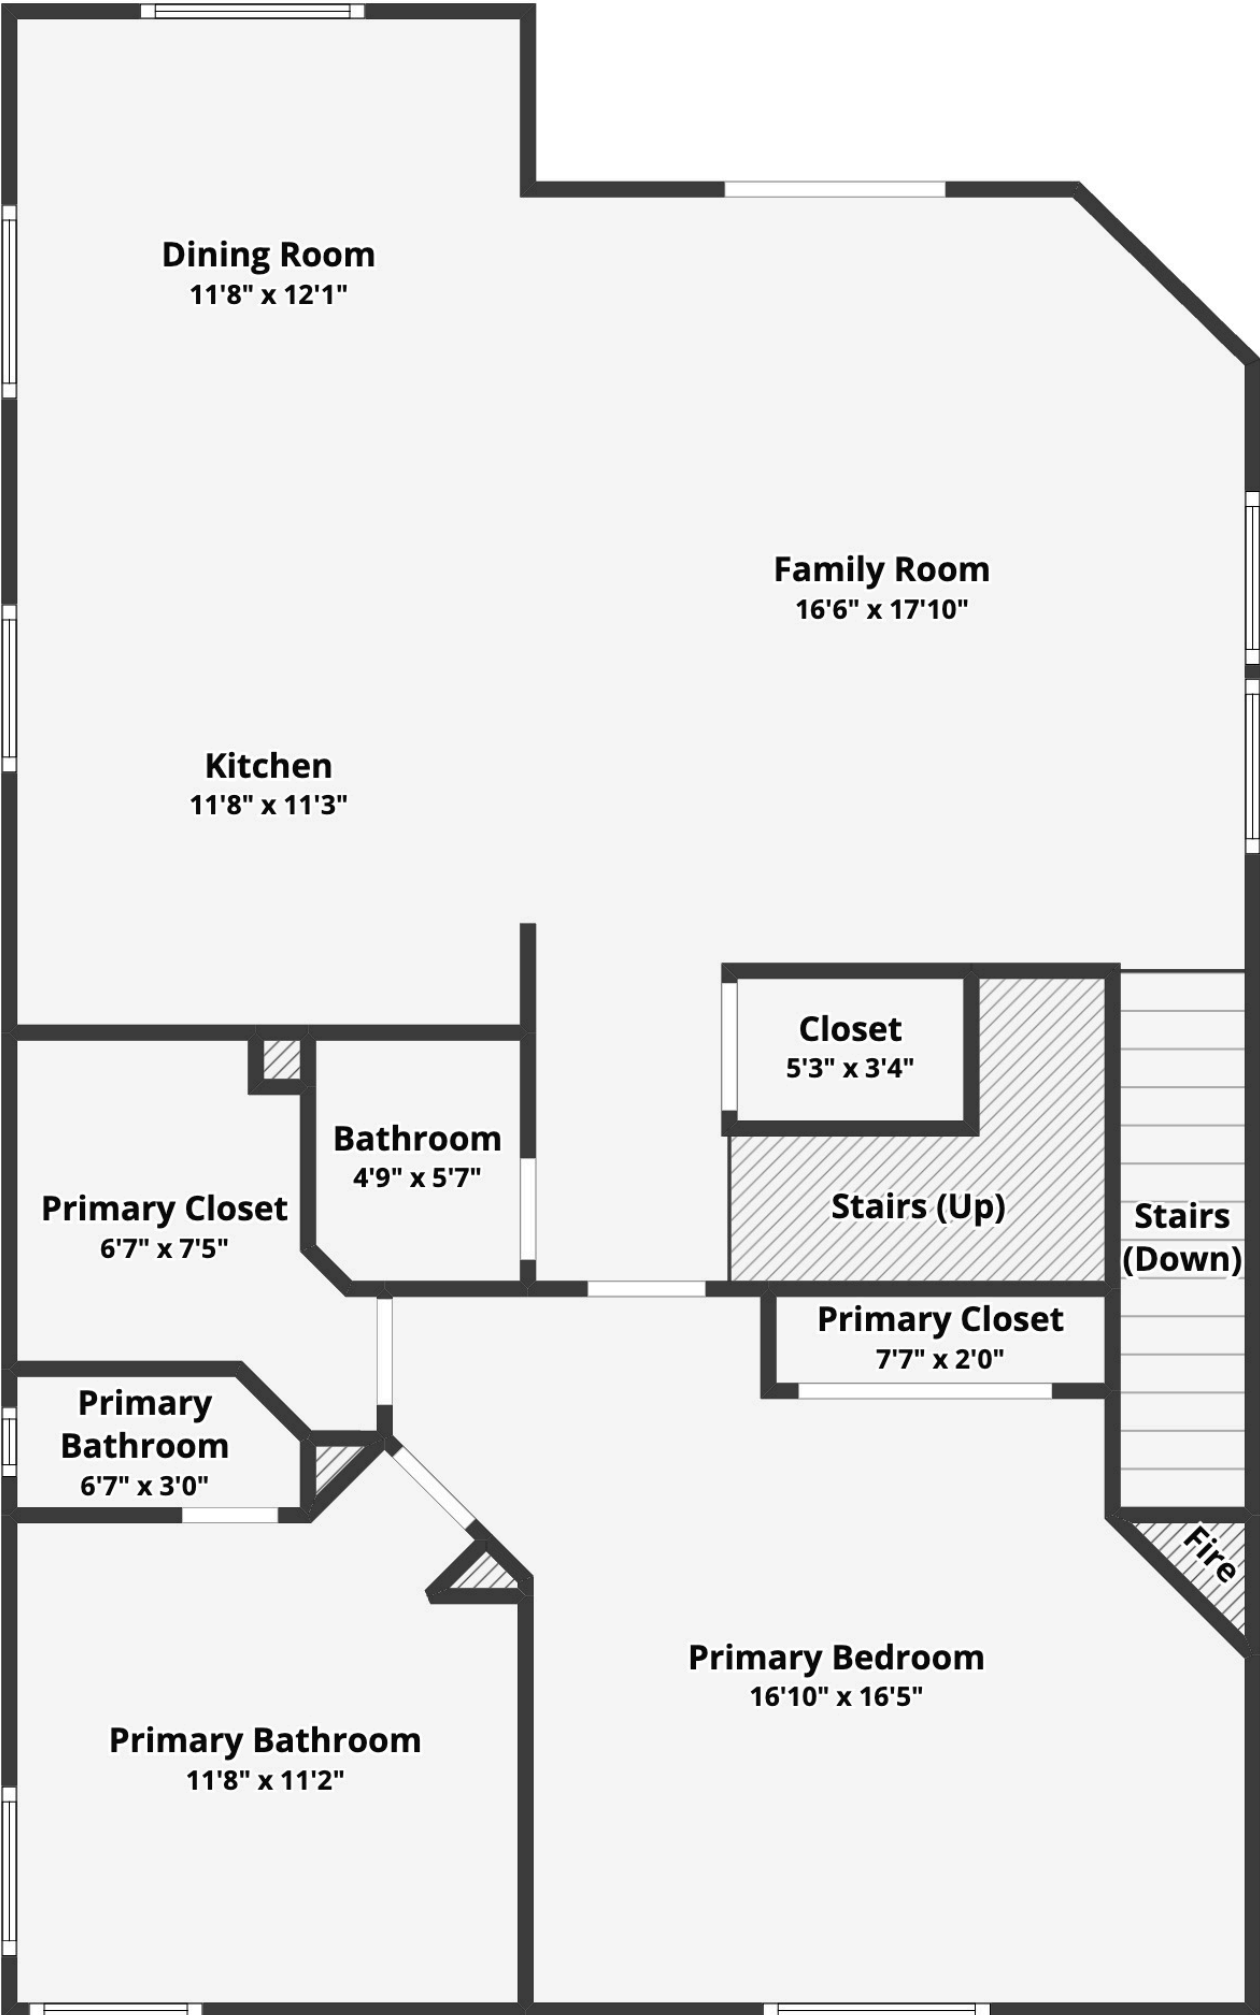 Dining Room
11'8" x 12'1"
Family Room
16'6" x 17'10"
Kitchen
11'8" x 11'3"
Closet
5'3" x 3'4"
Bathroom
4'9" x 5'7"
Primary Closet
6'7" x 7'5"
Stairs (Up)
Stairs
(Down)
Primary Closet
7'7" x 2'0"
Primary
Bathroom
6'7" x 3'0"
Fire
Primary Bedroom
16'10" x 16'5"
Primary Bathroom
11'8" x 11'2"